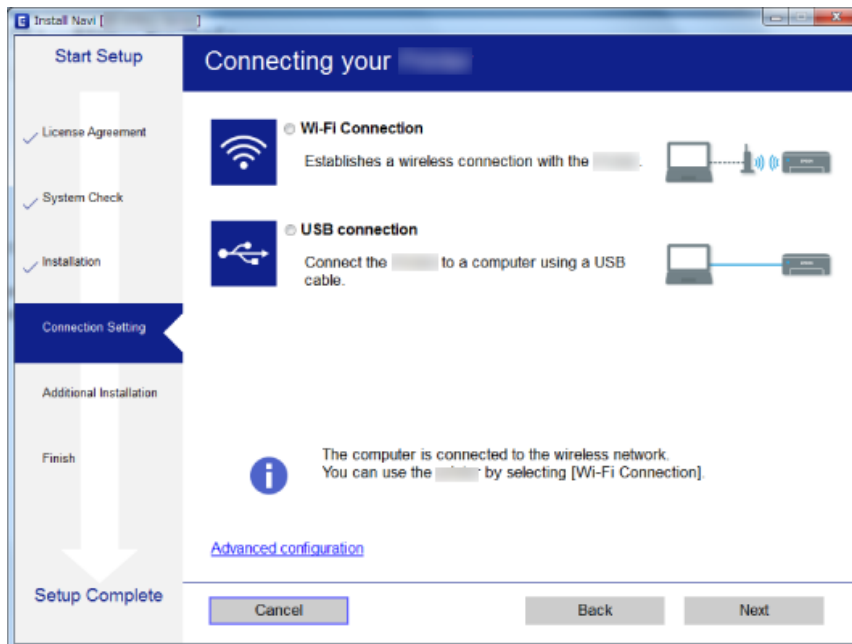 E Install Navi [ ]
Start Setup
License Agreement
System Check
Installation
Connection Setting
Additional Installation
Finish
Setup Complete
Connecting your
Wi-Fi Connection
Establishes a wireless connection with the .
USB connection
Connect the to a computer using a USB
cable.
i
The computer is connected to the wireless network.
You can use the by selecting [Wi-Fi Connection].
Advanced configuration
Cancel
Back
Next